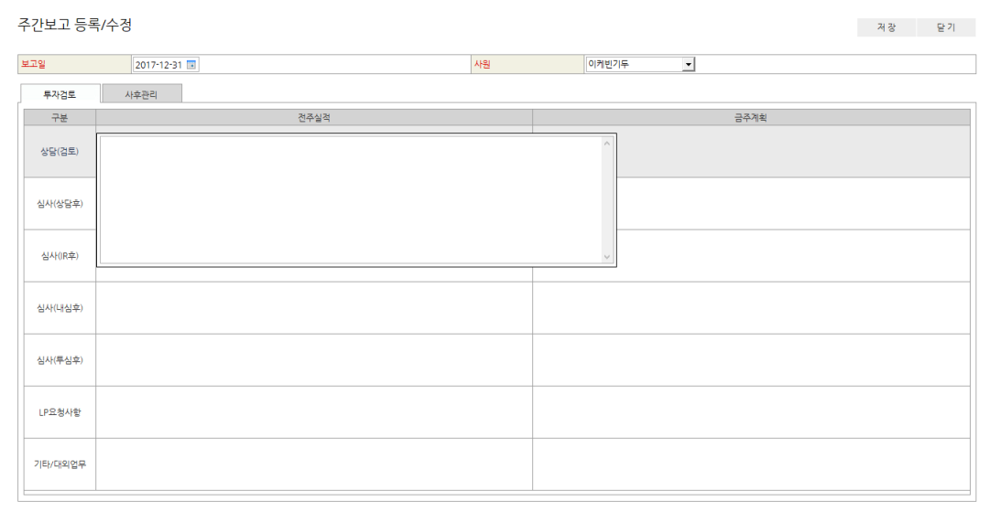 주간보고 등록/수정
저장 닫기
보고일 2017-12-31 사원 이케빈기두
투자검토 사후관리
구분 전주실적 금주계획
상담(검토)
심사(상담후)
심사(IR후)
심사(내심후)
심사(투심후)
LP요청사항
기타/대외업무